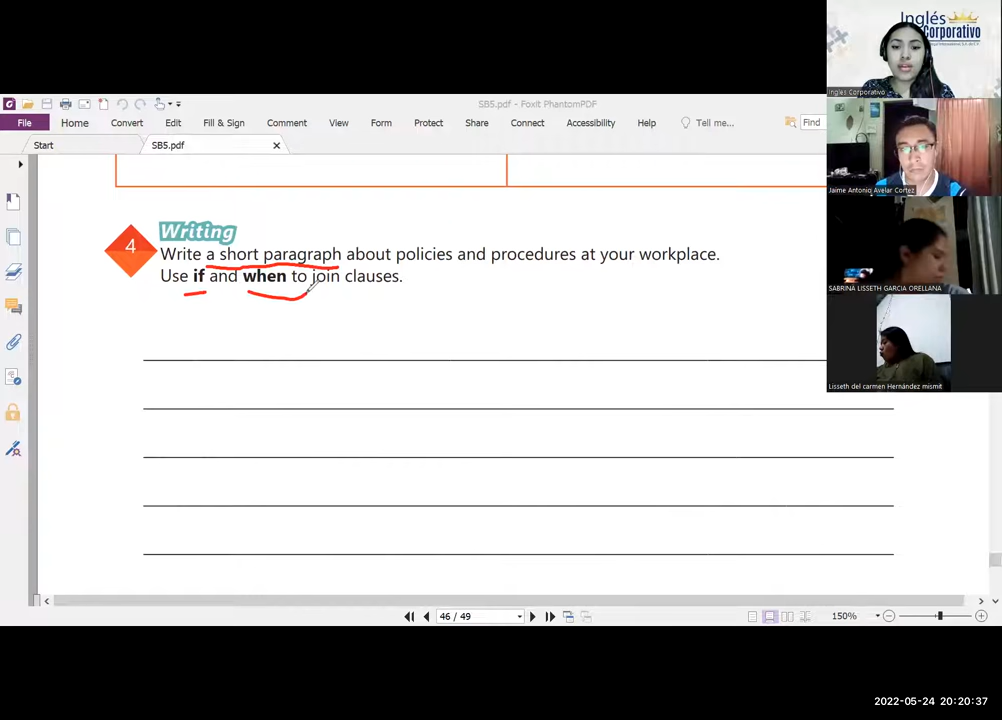 Inglés
Corporativo
Inglés Corporativo
SB5.pdf - Foxit PhantomPDF
File Home Convert Edit Fill & Sign Comment View Form Protect Share Connect Accessibility Help Tell me... Find
Start SB5.pdf
Jaime Antonio Avelar Cortez
4 Writing
Write a short paragraph about policies and procedures at your workplace.
Use if and when to join clauses.
SABRINA LISSETH GARCIA ORELLANA
Lisseth del carmen Hernández mismit
46 / 49 150%
2022-05-24 20:20:37